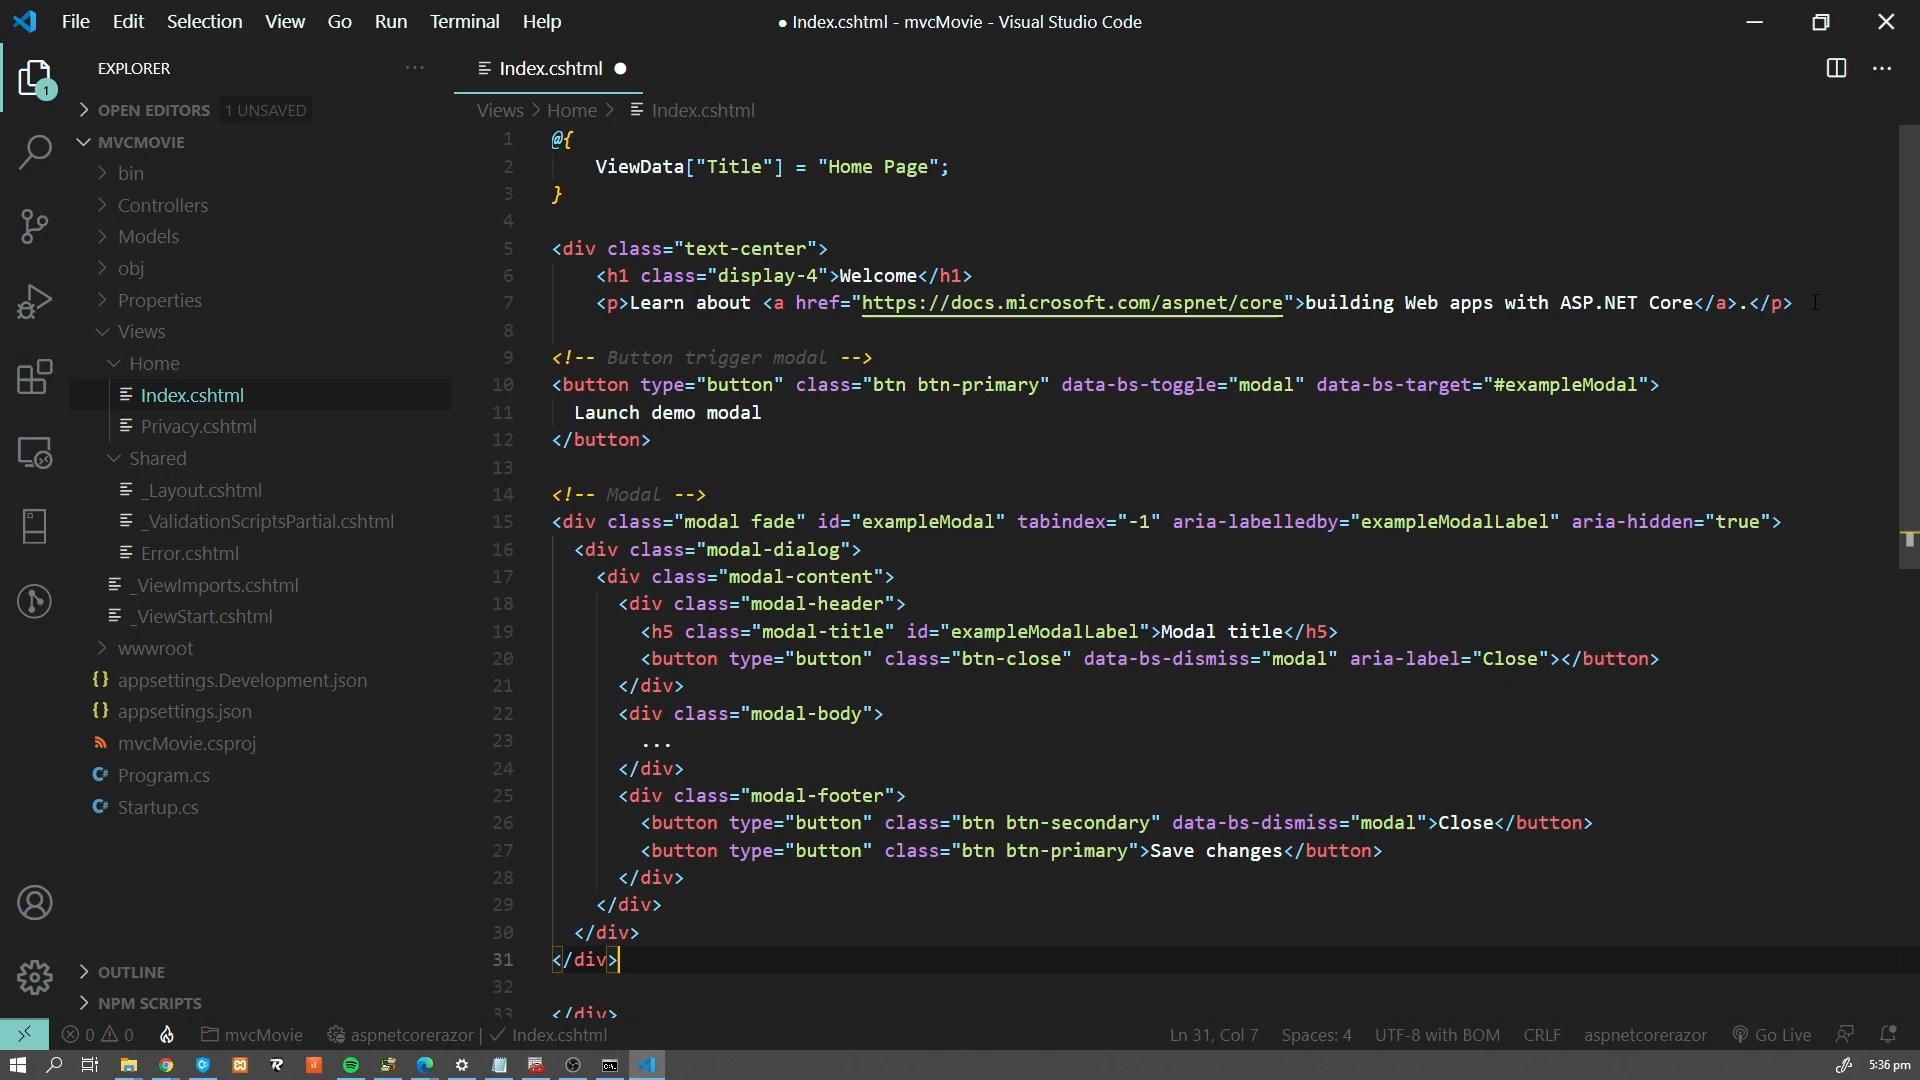 File Edit Selection View Go Run Terminal Help
● Index.cshtml - mvcMovie - Visual Studio Code
EXPLORER
Index.cshtml
1
OPEN EDITORS 1 UNSAVED
MVCMOVIE
bin
Controllers
Models
obj
Properties
Views
Home
Index.cshtml
Privacy.cshtml
Shared
_Layout.cshtml
_ValidationScriptsPartial.cshtml
Error.cshtml
_ViewImports.cshtml
_ViewStart.cshtml
wwwroot
{} appsettings.Development.json
{} appsettings.json
mvcMovie.csproj
C# Program.cs
C# Startup.cs
OUTLINE
NPM SCRIPTS
Views > Home > Index.cshtml
1 @{
2 ViewData["Title"] = "Home Page";
3 }
4
5 <div class="text-center">
6 <h1 class="display-4">Welcome</h1>
7 <p>Learn about <a href="https://docs.microsoft.com/aspnet/core">building Web apps with ASP.NET Core</a>.</p>
8
9 <!-- Button trigger modal -->
10 <button type="button" class="btn btn-primary" data-bs-toggle="modal" data-bs-target="#exampleModal">
11 Launch demo modal
12 </button>
13
14 <!-- Modal -->
15 <div class="modal fade" id="exampleModal" tabindex="-1" aria-labelledby="exampleModalLabel" aria-hidden="true">
16 <div class="modal-dialog">
17 <div class="modal-content">
18 <div class="modal-header">
19 <h5 class="modal-title" id="exampleModalLabel">Modal title</h5>
20 <button type="button" class="btn-close" data-bs-dismiss="modal" aria-label="Close"></button>
21 </div>
22 <div class="modal-body">
23 ...
24 </div>
25 <div class="modal-footer">
26 <button type="button" class="btn btn-secondary" data-bs-dismiss="modal">Close</button>
27 <button type="button" class="btn btn-primary">Save changes</button>
28 </div>
29 </div>
30 </div>
31 </div>
32
33 </div>
0 0 mvcMovie aspnetcorerazor | ✓ Index.cshtml Ln 31, Col 7 Spaces: 4 UTF-8 with BOM CRLF aspnetcorerazor Go Live
5:36 pm